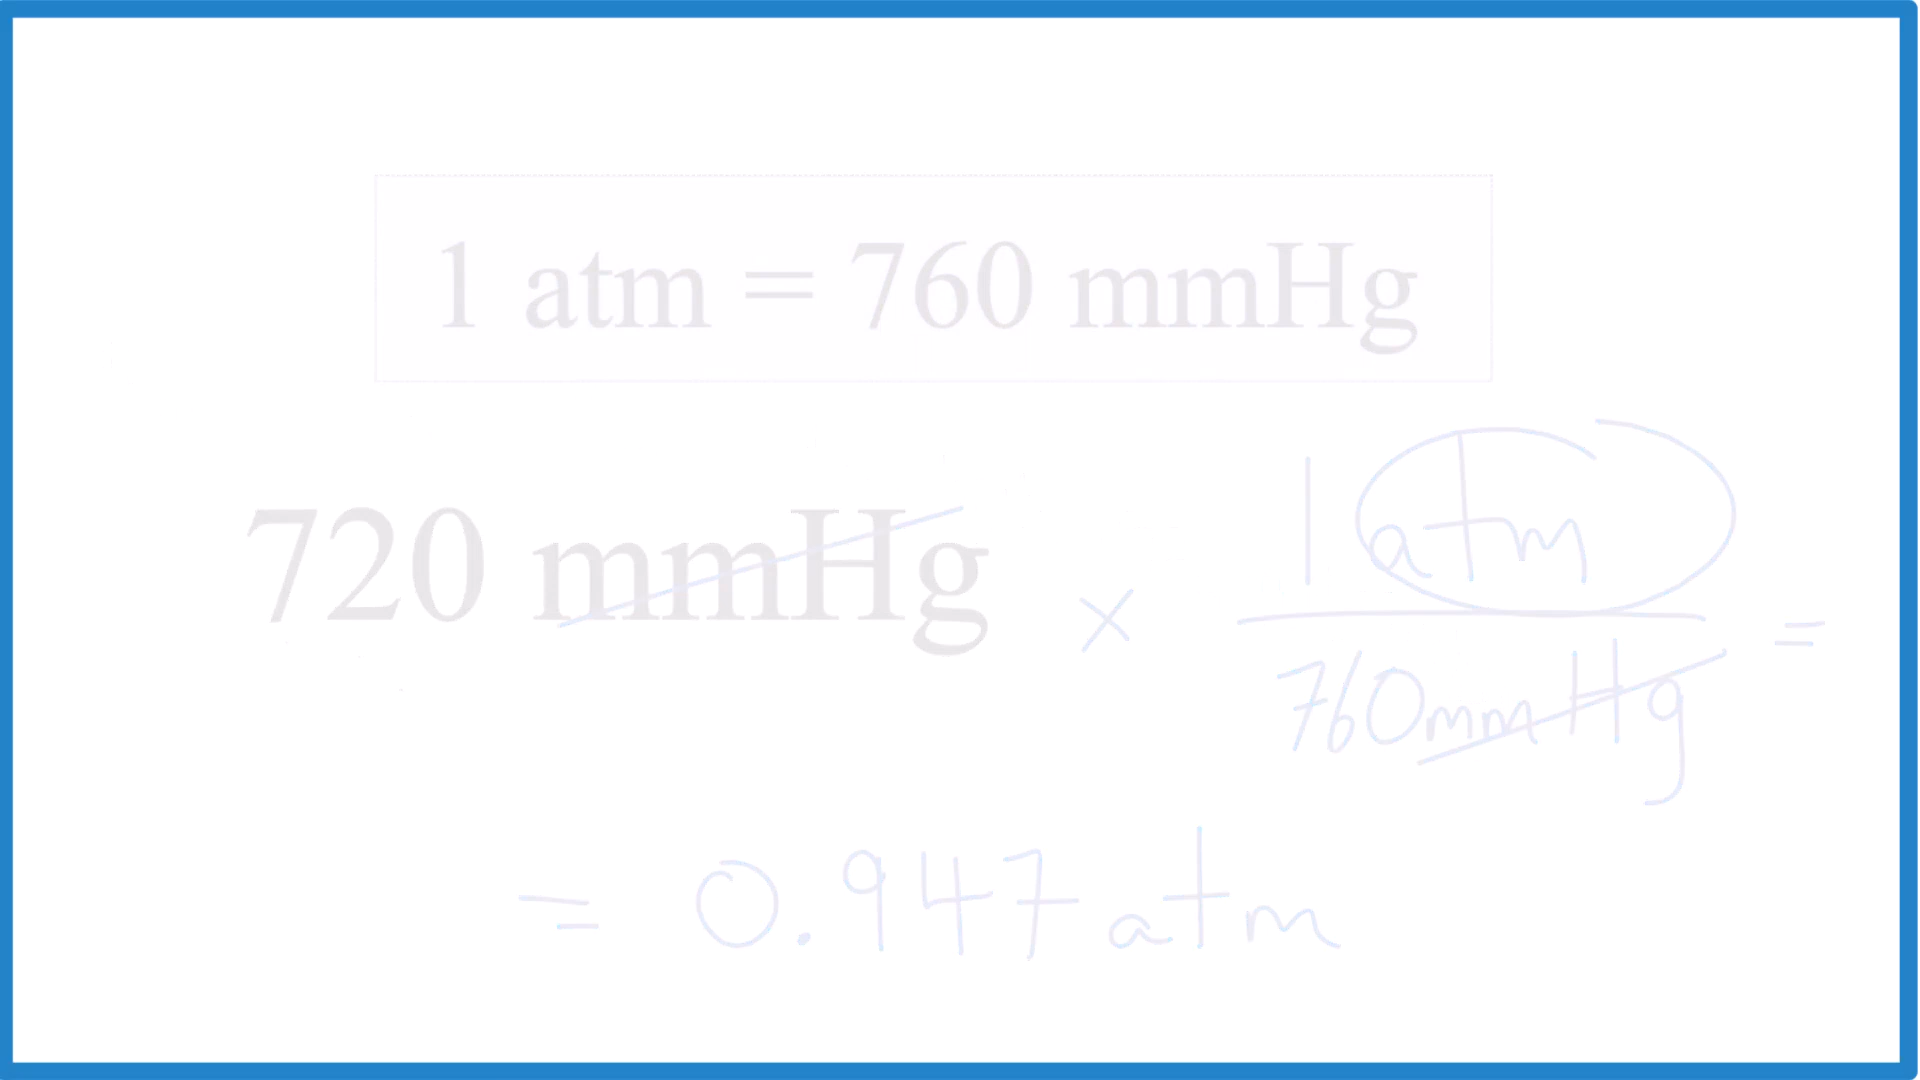 1 atm = 760 mmHg
720 mmHg × 1 atm / 760 mmHg =
= 0.947 atm